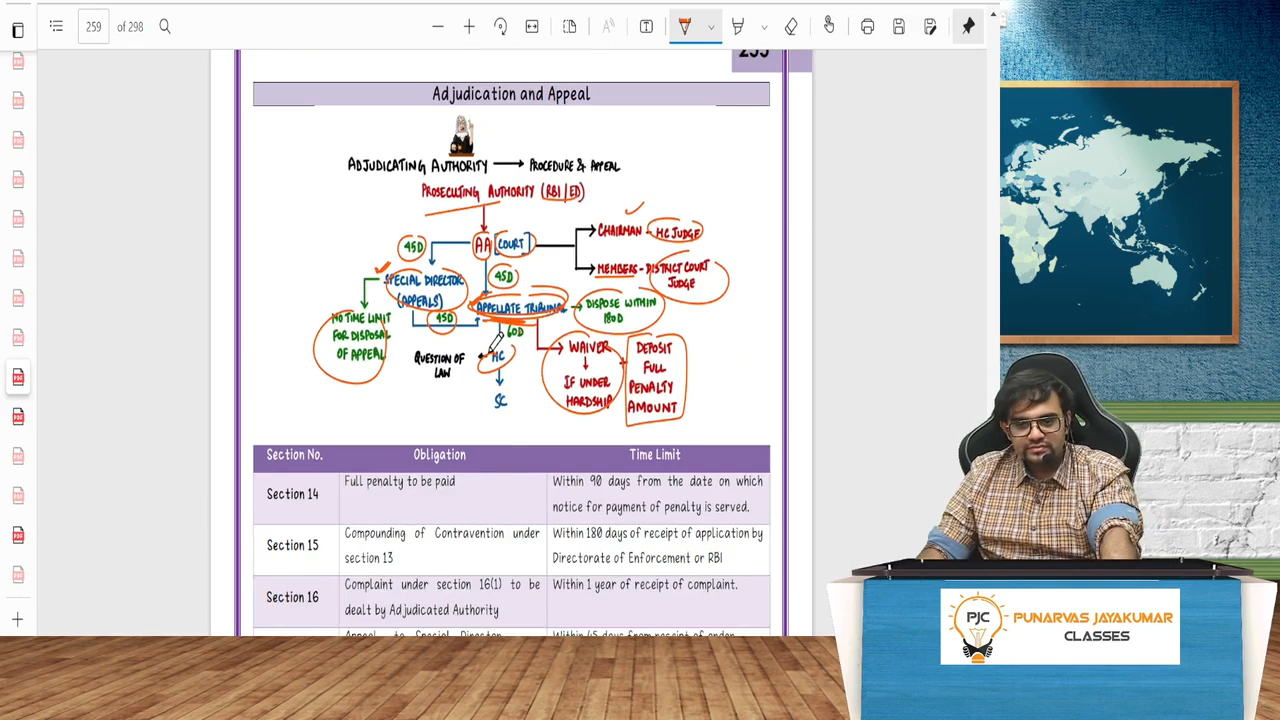 259 of 298
255
Adjudication and Appeal
ADJUDICATING AUTHORITY → PROCEDURE & APPEAL
PROSECUTING AUTHORITY (RBI/ED)
45D
AA [COURT]
CHAIRMAN - HC JUDGE
MEMBERS - DISTRICT COURT JUDGE
SPECIAL DIRECTOR (APPEALS)
45D
NO TIME LIMIT FOR DISPOSAL OF APPEAL
45D
APPELLATE TRIBUNAL → DISPOSE WITHIN 180D
60D
QUESTION OF LAW
HC
SC
WAIVER
IF UNDER HARDSHIP
DEPOSIT FULL PENALTY AMOUNT
Section No. Obligation Time Limit
Section 14 Full penalty to be paid Within 90 days from the date on which notice for payment of penalty is served.
Section 15 Compounding of Contravention under section 13 Within 180 days of receipt of application by Directorate of Enforcement or RBI
Section 16 Complaint under section 16(1) to be dealt by Adjudicated Authority Within 1 year of receipt of complaint.
PJC
PUNARVAS JAYAKUMAR
CLASSES